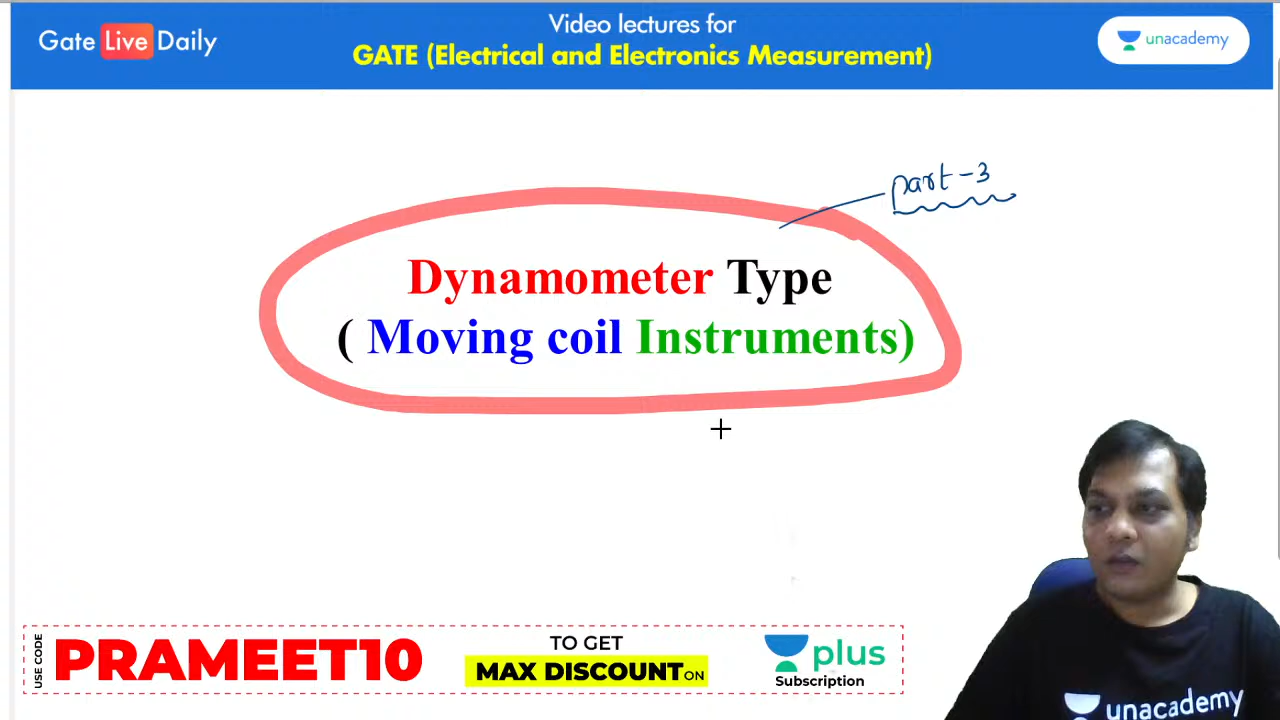 Gate Live Daily
Video lectures for
GATE (Electrical and Electronics Measurement)
unacademy
part-3
Dynamometer Type
( Moving coil Instruments)
USE CODE
PRAMEET10
TO GET
MAX DISCOUNT ON
plus
Subscription
unacademy